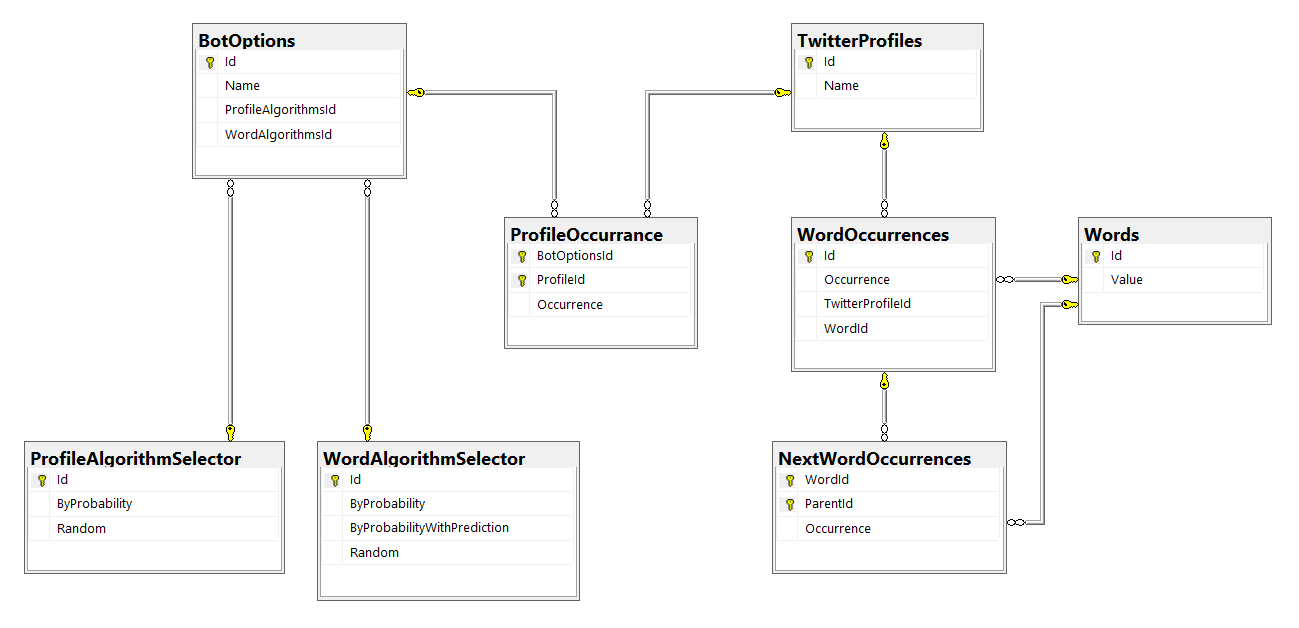 BotOptions
Id
Name
ProfileAlgorithmsId
WordAlgorithmsId
TwitterProfiles
Id
Name
ProfileOccurrance
BotOptionsId
ProfileId
Occurrence
WordOccurrences
Id
Occurrence
TwitterProfileId
WordId
Words
Id
Value
ProfileAlgorithmSelector
Id
ByProbability
Random
WordAlgorithmSelector
Id
ByProbability
ByProbabilityWithPrediction
Random
NextWordOccurrences
WordId
ParentId
Occurrence